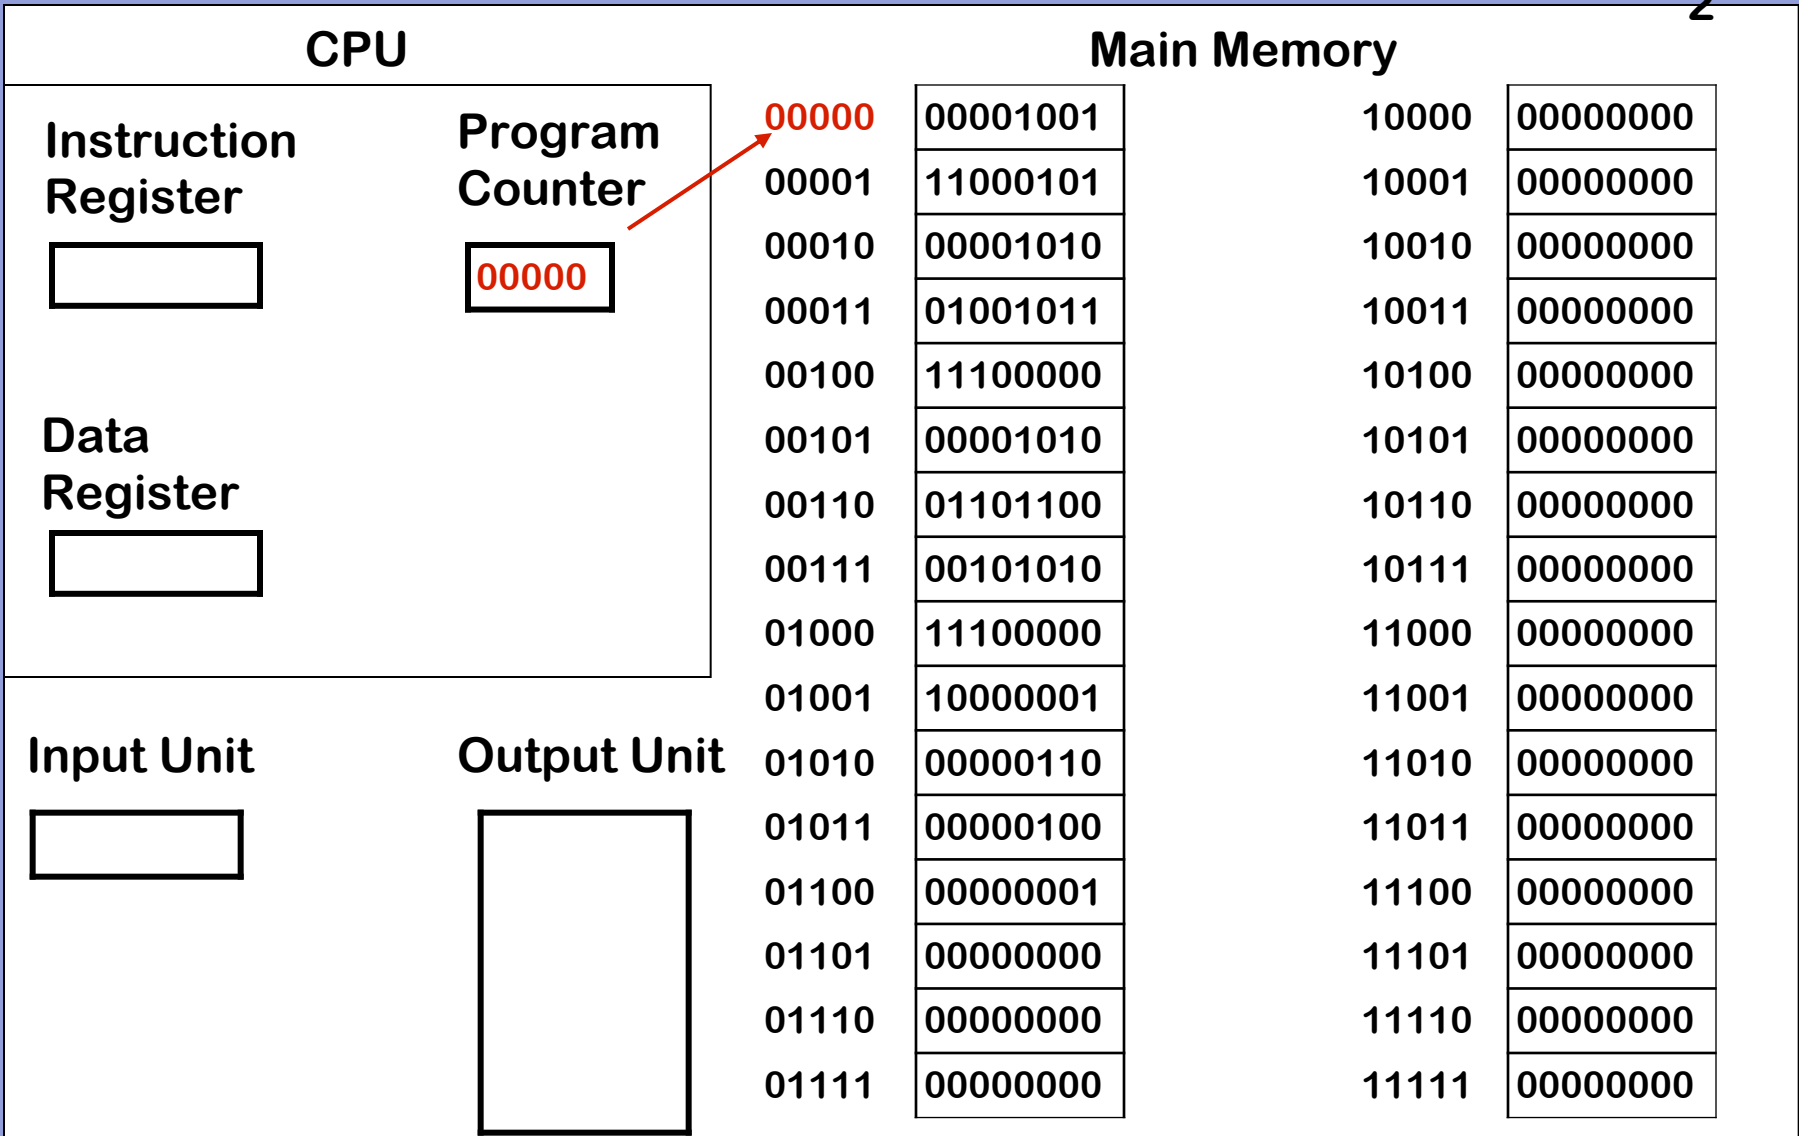 2
CPU
Main Memory
Instruction
Register
Program
Counter
00000
Data
Register
Input Unit
Output Unit
00000 00001001 10000 00000000
00001 11000101 10001 00000000
00010 00001010 10010 00000000
00011 01001011 10011 00000000
00100 11100000 10100 00000000
00101 00001010 10101 00000000
00110 01101100 10110 00000000
00111 00101010 10111 00000000
01000 11100000 11000 00000000
01001 10000001 11001 00000000
01010 00000110 11010 00000000
01011 00000100 11011 00000000
01100 00000001 11100 00000000
01101 00000000 11101 00000000
01110 00000000 11110 00000000
01111 00000000 11111 00000000